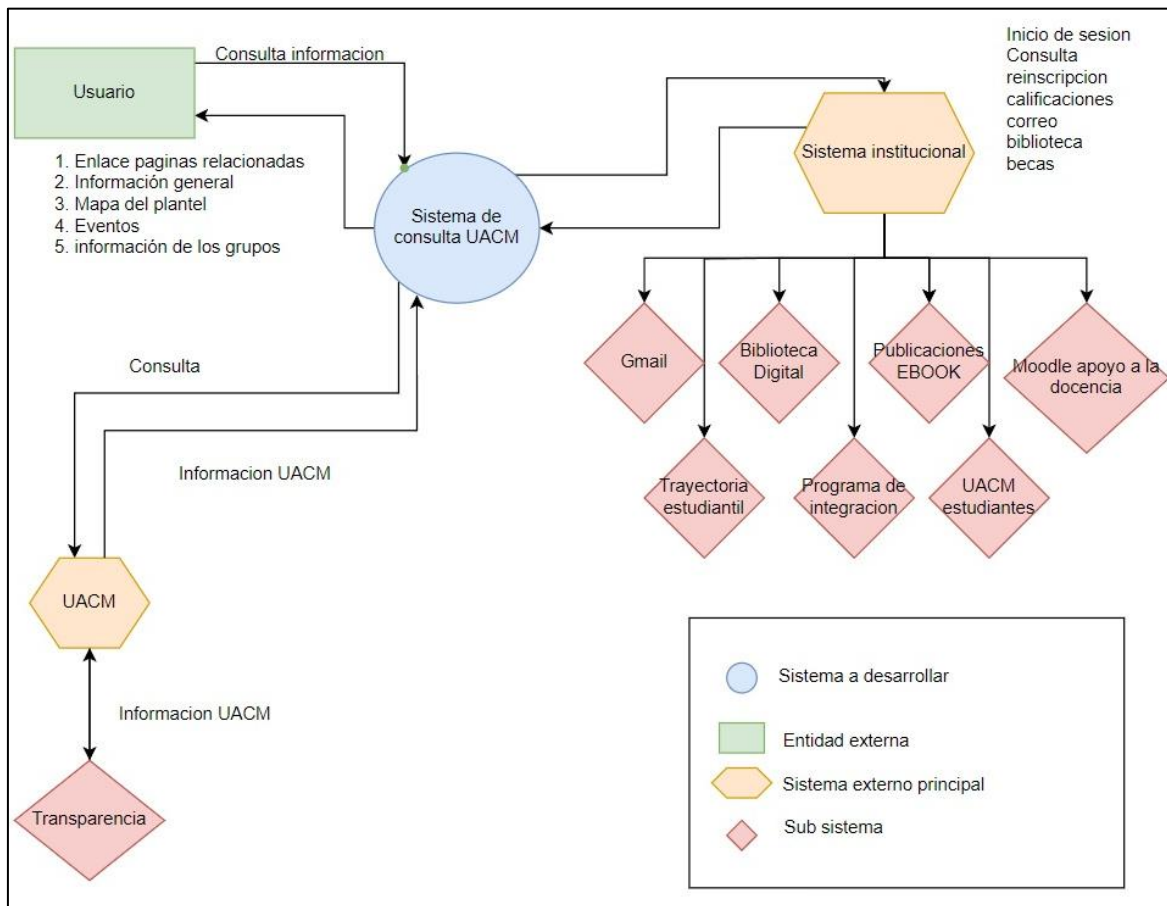 Consulta informacion
Usuario
1. Enlace paginas relacionadas
2. Información general
3. Mapa del plantel
4. Eventos
5. información de los grupos
Sistema de
consulta UACM
Sistema institucional
Inicio de sesion
Consulta
reinscripcion
calificaciones
correo
biblioteca
becas
Gmail
Biblioteca
Digital
Publicaciones
EBOOK
Moodle apoyo a la
docencia
Trayectoria
estudiantil
Programa de
integracion
UACM
estudiantes
Consulta
Informacion UACM
UACM
Informacion UACM
Transparencia
Sistema a desarrollar
Entidad externa
Sistema externo principal
Sub sistema